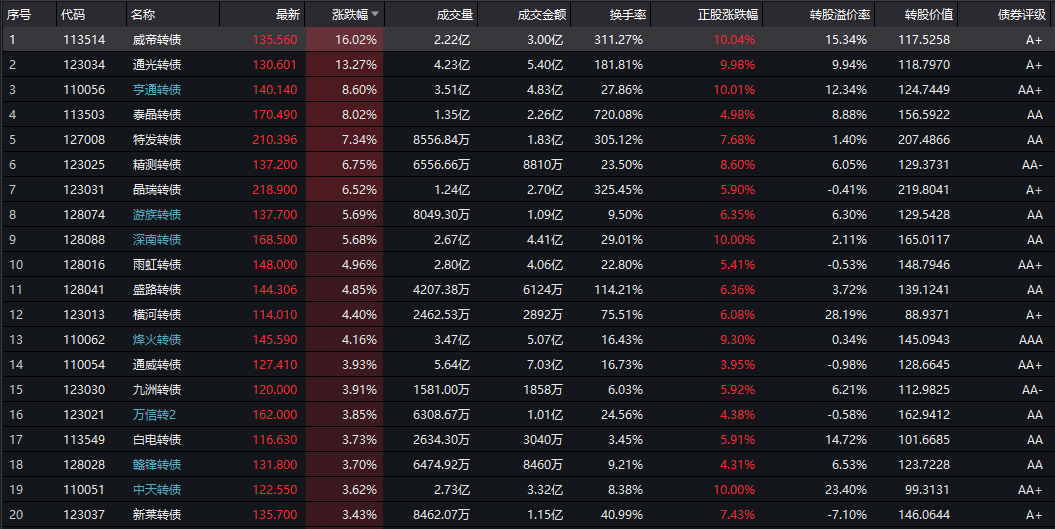 序号 代码 名称 最新 涨跌幅 成交量 成交金额 换手率 正股涨跌幅 转股溢价率 转股价值 债券评级
1 113514 威帝转债 135.560 16.02% 2.22亿 3.00亿 311.27% 10.04% 15.34% 117.5258 A+
2 123034 通光转债 130.601 13.27% 4.23亿 5.40亿 181.81% 9.98% 9.94% 118.7970 A+
3 110056 亨通转债 140.140 8.60% 3.51亿 4.83亿 27.86% 10.01% 12.34% 124.7449 AA+
4 113503 泰晶转债 170.490 8.02% 1.35亿 2.26亿 720.08% 4.98% 8.88% 156.5922 AA
5 127008 特发转债 210.396 7.34% 8556.84万 1.83亿 305.12% 7.68% 1.40% 207.4866 AA
6 123025 精测转债 137.200 6.75% 6556.66万 8810万 23.50% 8.60% 6.05% 129.3731 AA-
7 123031 晶瑞转债 218.900 6.52% 1.24亿 2.70亿 325.45% 5.90% -0.41% 219.8041 A+
8 128074 游族转债 137.700 5.69% 8049.30万 1.09亿 9.50% 6.35% 6.30% 129.5428 AA
9 128088 深南转债 168.500 5.68% 2.67亿 4.41亿 29.01% 10.00% 2.11% 165.0117 AA
10 128016 雨虹转债 148.000 4.96% 2.80亿 4.06亿 22.80% 5.41% -0.53% 148.7946 AA+
11 128041 盛路转债 144.306 4.85% 4207.38万 6124万 114.21% 6.36% 3.72% 139.1241 AA
12 123013 横河转债 114.010 4.40% 2462.53万 2892万 75.51% 6.08% 28.19% 88.9371 A+
13 110062 烽火转债 145.590 4.16% 3.47亿 5.07亿 16.43% 9.30% 0.34% 145.0943 AAA
14 110054 通威转债 127.410 3.93% 5.64亿 7.03亿 16.73% 3.95% -0.98% 128.6645 AA+
15 123030 九洲转债 120.000 3.91% 1581.00万 1858万 6.03% 5.92% 6.21% 112.9825 AA-
16 123021 万信转2 162.000 3.85% 6308.67万 1.01亿 24.56% 4.38% -0.58% 162.9412 AA
17 113549 白电转债 116.630 3.73% 2634.30万 3040万 3.45% 5.91% 14.72% 101.6685 AA
18 128028 赣锋转债 131.800 3.70% 6474.92万 8460万 9.21% 4.31% 6.53% 123.7228 AA
19 110051 中天转债 122.550 3.62% 2.73亿 3.32亿 8.38% 10.00% 23.40% 99.3131 AA+
20 123037 新莱转债 135.700 3.43% 8462.07万 1.15亿 40.99% 7.43% -7.10% 146.0644 A+